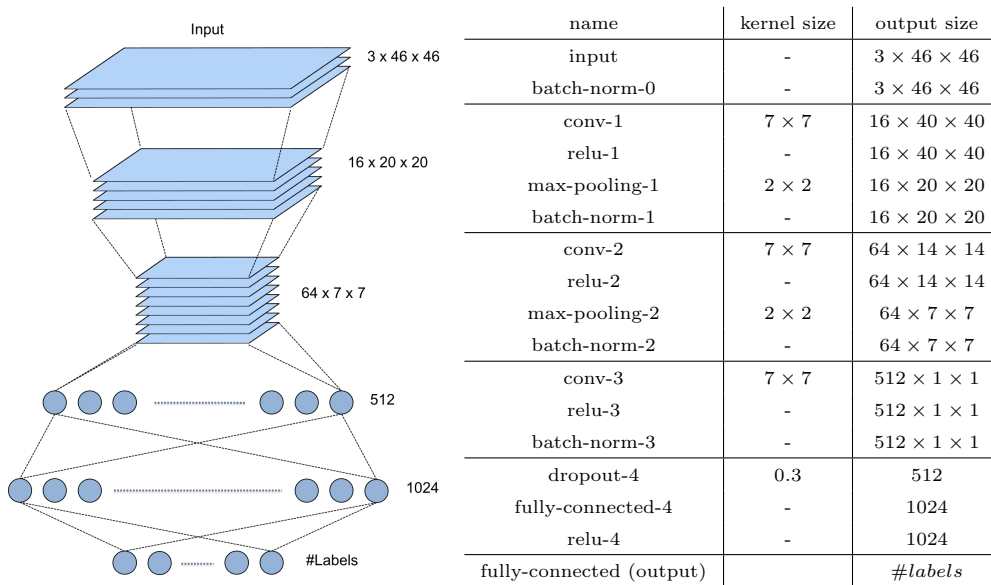 Input
3 x 46 x 46
16 x 20 x 20
64 x 7 x 7
512
1024
#Labels
name kernel size output size
input - 3 × 46 × 46
batch-norm-0 - 3 × 46 × 46
conv-1 7 × 7 16 × 40 × 40
relu-1 - 16 × 40 × 40
max-pooling-1 2 × 2 16 × 20 × 20
batch-norm-1 - 16 × 20 × 20
conv-2 7 × 7 64 × 14 × 14
relu-2 - 64 × 14 × 14
max-pooling-2 2 × 2 64 × 7 × 7
batch-norm-2 - 64 × 7 × 7
conv-3 7 × 7 512 × 1 × 1
relu-3 - 512 × 1 × 1
batch-norm-3 - 512 × 1 × 1
dropout-4 0.3 512
fully-connected-4 - 1024
relu-4 - 1024
fully-connected (output) #labels